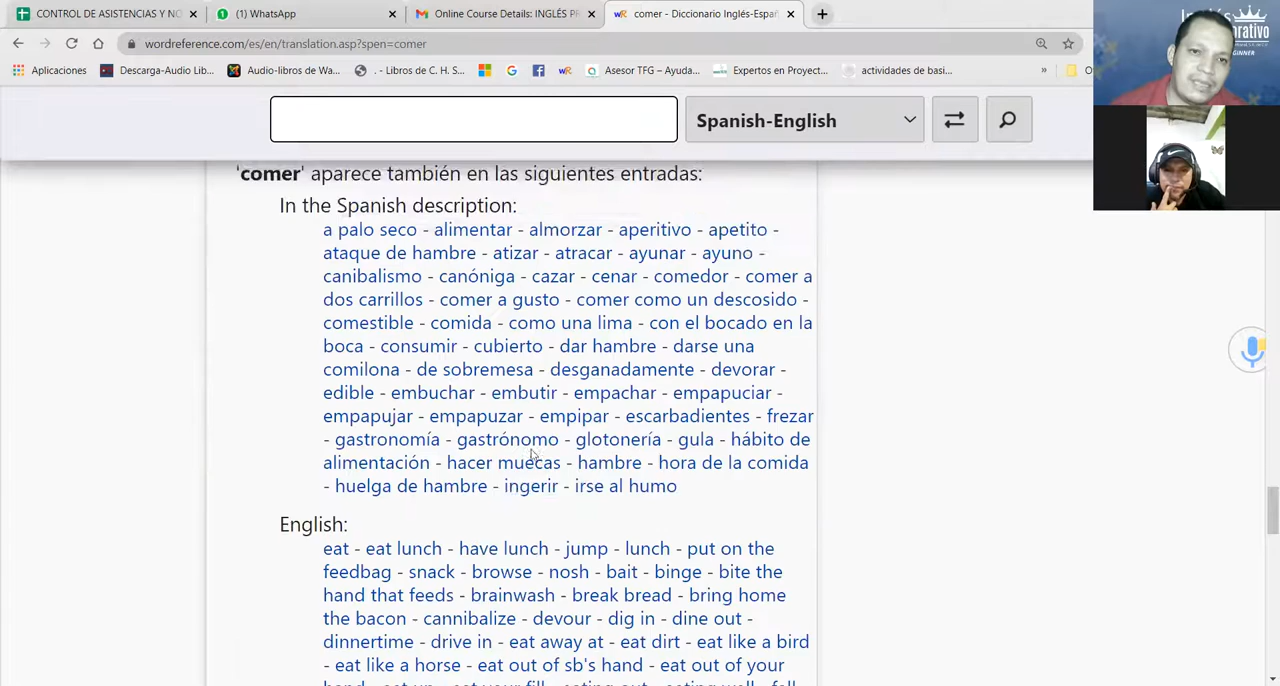 CONTROL DE ASISTENCIAS Y NO
(1) WhatsApp
Online Course Details: INGLÉS PR
comer - Diccionario Inglés-Españ
wordreference.com/es/en/translation.asp?spen=comer
Aplicaciones
Descarga-Audio Lib...
Audio-libros de Wa...
. - Libros de C. H. S...
Asesor TFG – Ayuda...
Expertos en Proyect...
actividades de basi...
»
Spanish-English
'comer' aparece también en las siguientes entradas:
In the Spanish description:
a palo seco - alimentar - almorzar - aperitivo - apetito -
ataque de hambre - atizar - atracar - ayunar - ayuno -
canibalismo - canóniga - cazar - cenar - comedor - comer a
dos carrillos - comer a gusto - comer como un descosido -
comestible - comida - como una lima - con el bocado en la
boca - consumir - cubierto - dar hambre - darse una
comilona - de sobremesa - desganadamente - devorar -
edible - embuchar - embutir - empachar - empapuciar -
empapujar - empapuzar - empipar - escarbadientes - frezar
- gastronomía - gastrónomo - glotonería - gula - hábito de
alimentación - hacer muecas - hambre - hora de la comida
- huelga de hambre - ingerir - irse al humo
English:
eat - eat lunch - have lunch - jump - lunch - put on the
feedbag - snack - browse - nosh - bait - binge - bite the
hand that feeds - brainwash - break bread - bring home
the bacon - cannibalize - devour - dig in - dine out -
dinnertime - drive in - eat away at - eat dirt - eat like a bird
- eat like a horse - eat out of sb's hand - eat out of your